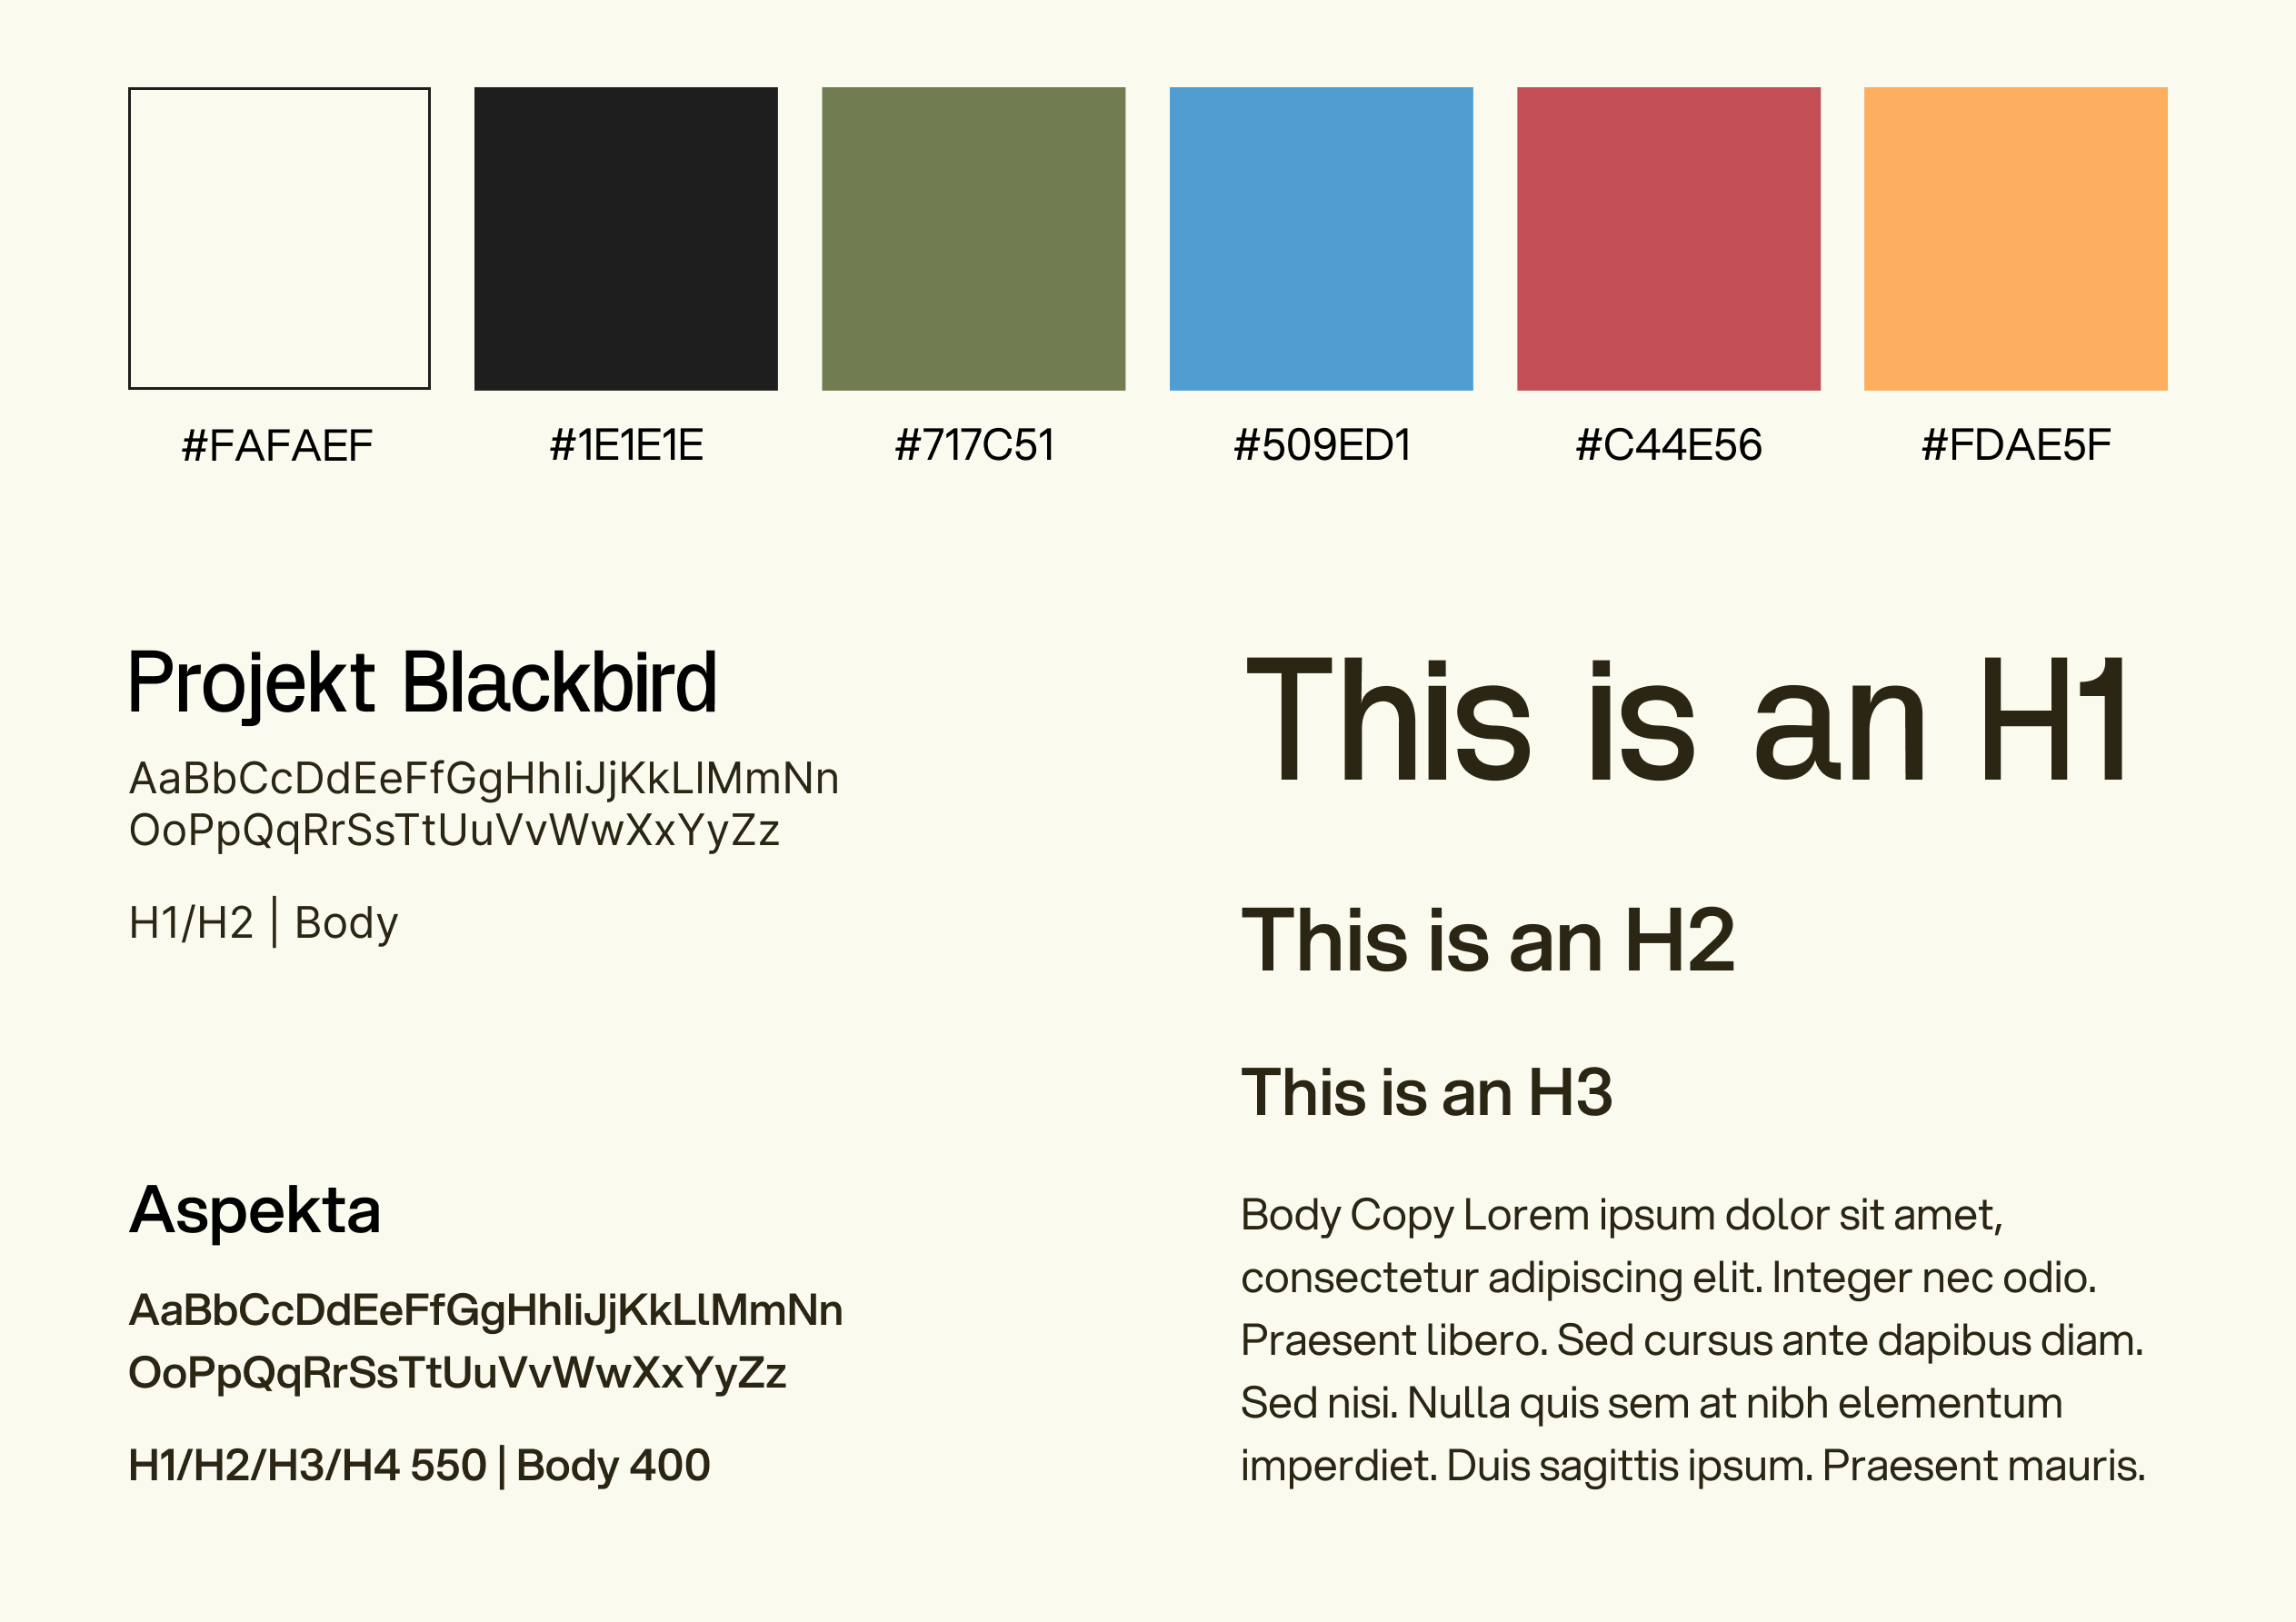 #FAFAEF
#1E1E1E
#717C51
#509ED1
#C44E56
#FDAE5F
Projekt Blackbird
AaBbCcDdEeFfGgHhIiJjKkLlMmNn
OoPpQqRrSsTtUuVvWwXxYyZz
H1/H2 | Body
Aspekta
AaBbCcDdEeFfGgHhIiJjKkLlMmNn
OoPpQqRrSsTtUuVvWwXxYyZz
H1/H2/H3/H4 550 | Body 400
This is an H1
This is an H2
This is an H3
Body Copy Lorem ipsum dolor sit amet,
consectetur adipiscing elit. Integer nec odio.
Praesent libero. Sed cursus ante dapibus diam.
Sed nisi. Nulla quis sem at nibh elementum
imperdiet. Duis sagittis ipsum. Praesent mauris.